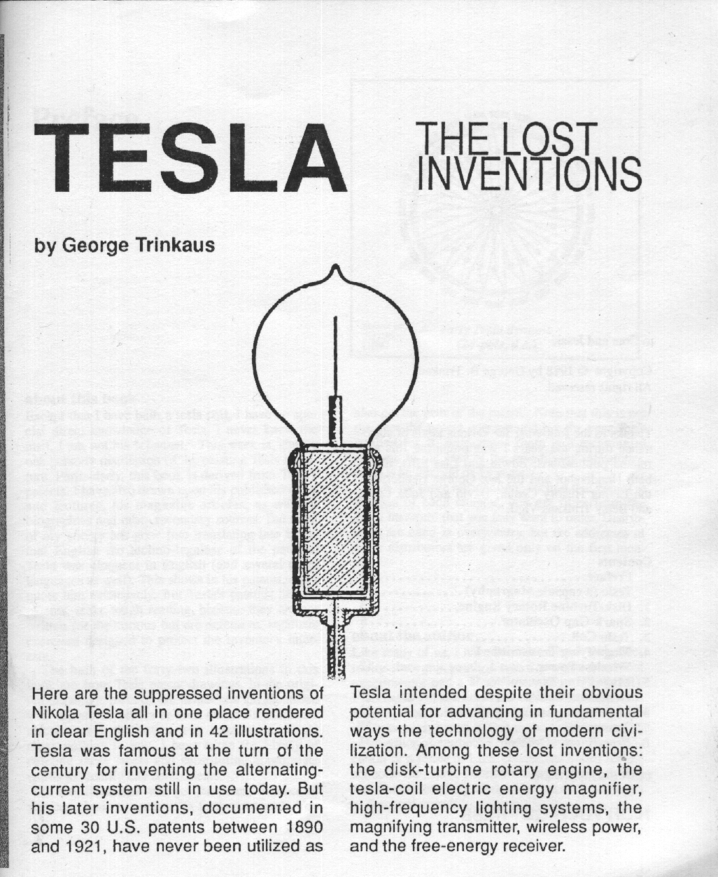 TESLA
THE LOST
INVENTIONS
by George Trinkaus
Here are the suppressed inventions of
Nikola Tesla all in one place rendered
in clear English and in 42 illustrations.
Tesla was famous at the turn of the
century for inventing the alternating-
current system still in use today. But
his later inventions, documented in
some 30 U.S. patents between 1890
and 1921, have never been utilized as
Tesla intended despite their obvious
potential for advancing in fundamental
ways the technology of modern civi-
lization. Among these lost inventions:
the disk-turbine rotary engine, the
tesla-coil electric energy magnifier,
high-frequency lighting systems, the
magnifying transmitter, wireless power,
and the free-energy receiver.